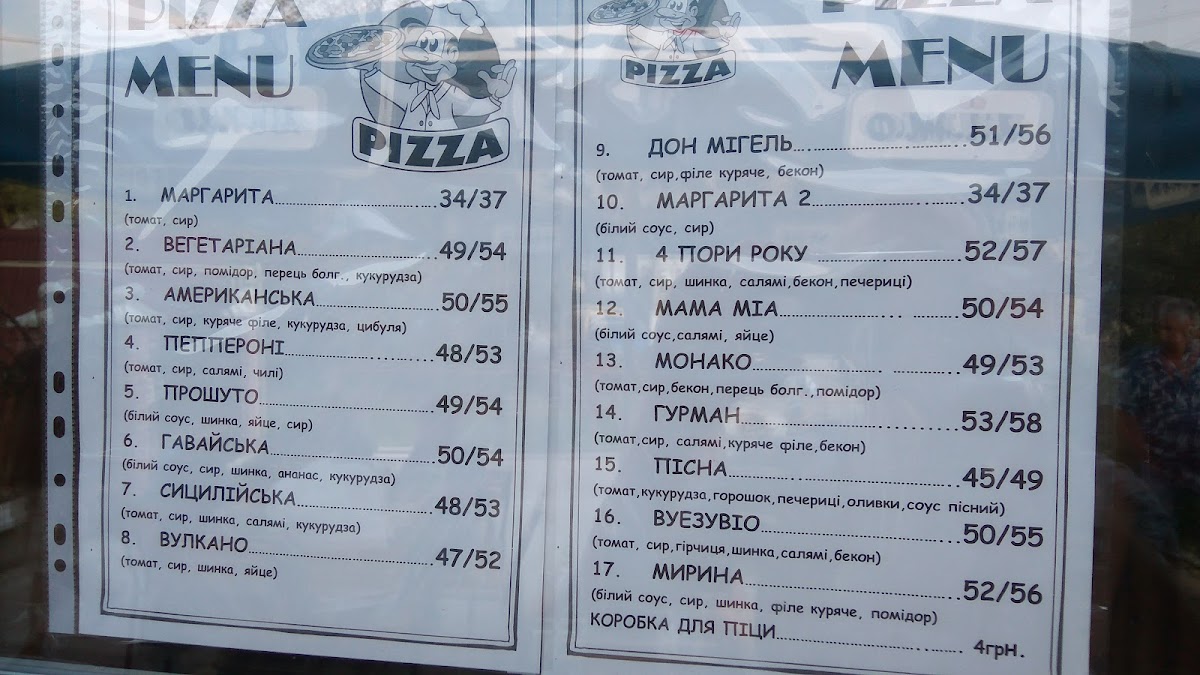 PIZZA
MENU
PIZZA
1. МАРГАРИТА 34/37
(томат, сир)
2. ВЕГЕТАРІАНА 49/54
(томат, сир, помідор, перець болг., кукурудза)
3. АМЕРИКАНСЬКА 50/55
(томат, сир, куряче філе, кукурудза, цибуля)
4. ПЕППЕРОНІ 48/53
(томат, сир, салямі, чилі)
5. ПРОШУТО 49/54
(білий соус, шинка, яйце, сир)
6. ГАВАЙСЬКА 50/54
(білий соус, сир, шинка, ананас, кукурудза)
7. СИЦИЛІЙСЬКА 48/53
(томат, сир, шинка, салямі, кукурудза)
8. ВУЛКАНО 47/52
(томат, сир, шинка, яйце)
PIZZA
MENU
PIZZA
9. ДОН МІГЕЛЬ 51/56
(томат, сир,філе куряче, бекон)
10. МАРГАРИТА 2 34/37
(білий соус, сир)
11. 4 ПОРИ РОКУ 52/57
(томат, сир, шинка, салямі,бекон,печериці)
12. МАМА МІА 50/54
(білий соус,салямі, яйце)
13. МОНАКО 49/53
(томат,сир,бекон,перець болг.,помідор)
14. ГУРМАН 53/58
(томат,сир, салямі,куряче філе,бекон)
15. ПІСНА 45/49
(томат,кукурудза,горошок,печериці,оливки,соус пісний)
16. ВУЕЗУВІО 50/55
(томат, сир,гірчиця,шинка,салямі,бекон)
17. МИРИНА 52/56
(білий соус, сир, шинка, філе куряче, помідор)
КОРОБКА ДЛЯ ПІЦИ 4грн.